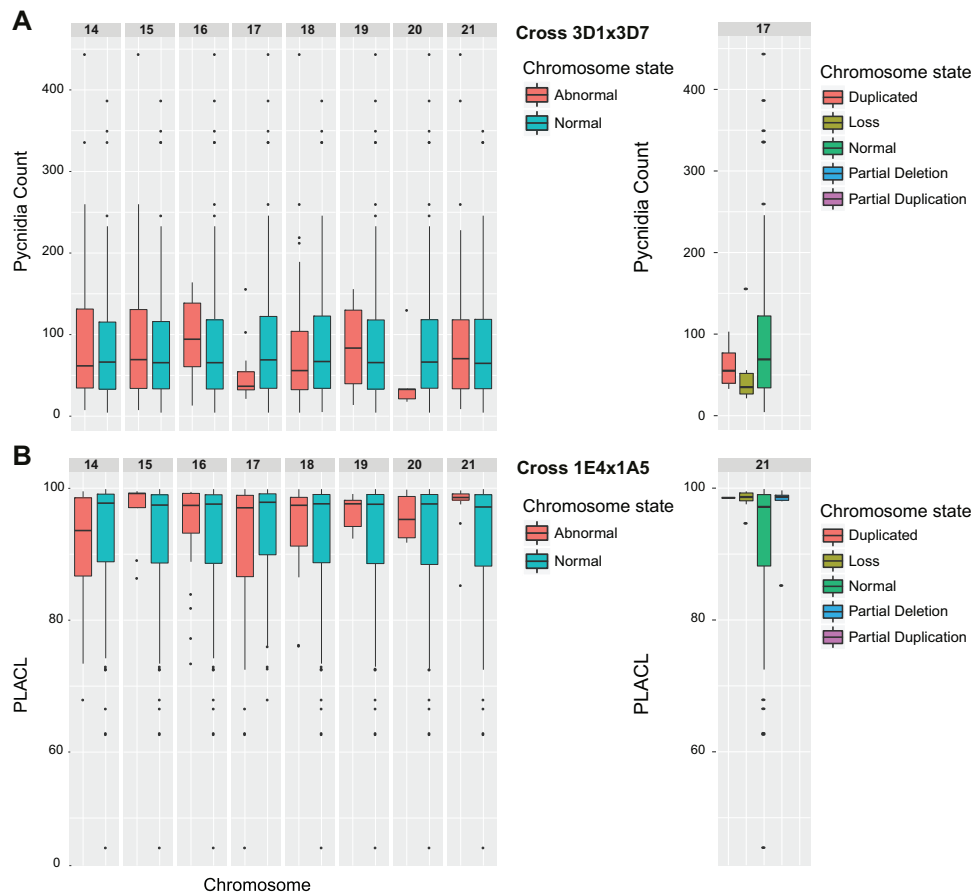 A
14 15 16 17 18 19 20 21
Cross 3D1x3D7
Chromosome state
Abnormal
Normal
Pycnidia Count
400
300
200
100
0
17
Pycnidia Count
400
300
200
100
0
Chromosome state
Duplicated
Loss
Normal
Partial Deletion
Partial Duplication
B
14 15 16 17 18 19 20 21
Cross 1E4x1A5
Chromosome state
Abnormal
Normal
PLACL
100
80
60
0
Chromosome
21
PLACL
100
80
60
Chromosome state
Duplicated
Loss
Normal
Partial Deletion
Partial Duplication